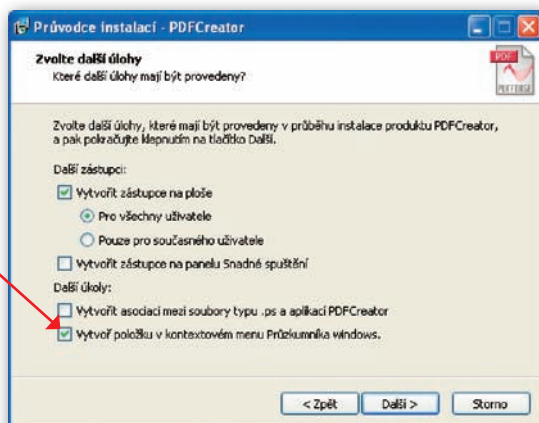 Průvodce instalací - PDFCreator
Zvolte další úlohy
Které další úlohy mají být provedeny?
PDF
Zvolte další úlohy, které mají být provedeny v průběhu instalace produktu PDFCreator,
a pak pokračujte klepnutím na tlačítko Další.
Další zástupci:
Vytvořit zástupce na ploše
Pro všechny uživatele
Pouze pro současného uživatele
Vytvořit zástupce na panelu Snadné spuštění
Další úkoly:
Vytvořit asociaci mezi soubory typu .ps a aplikací PDFCreator
Vytvoř položku v kontextovém menu Průzkumníka windows.
< Zpět Další > Storno